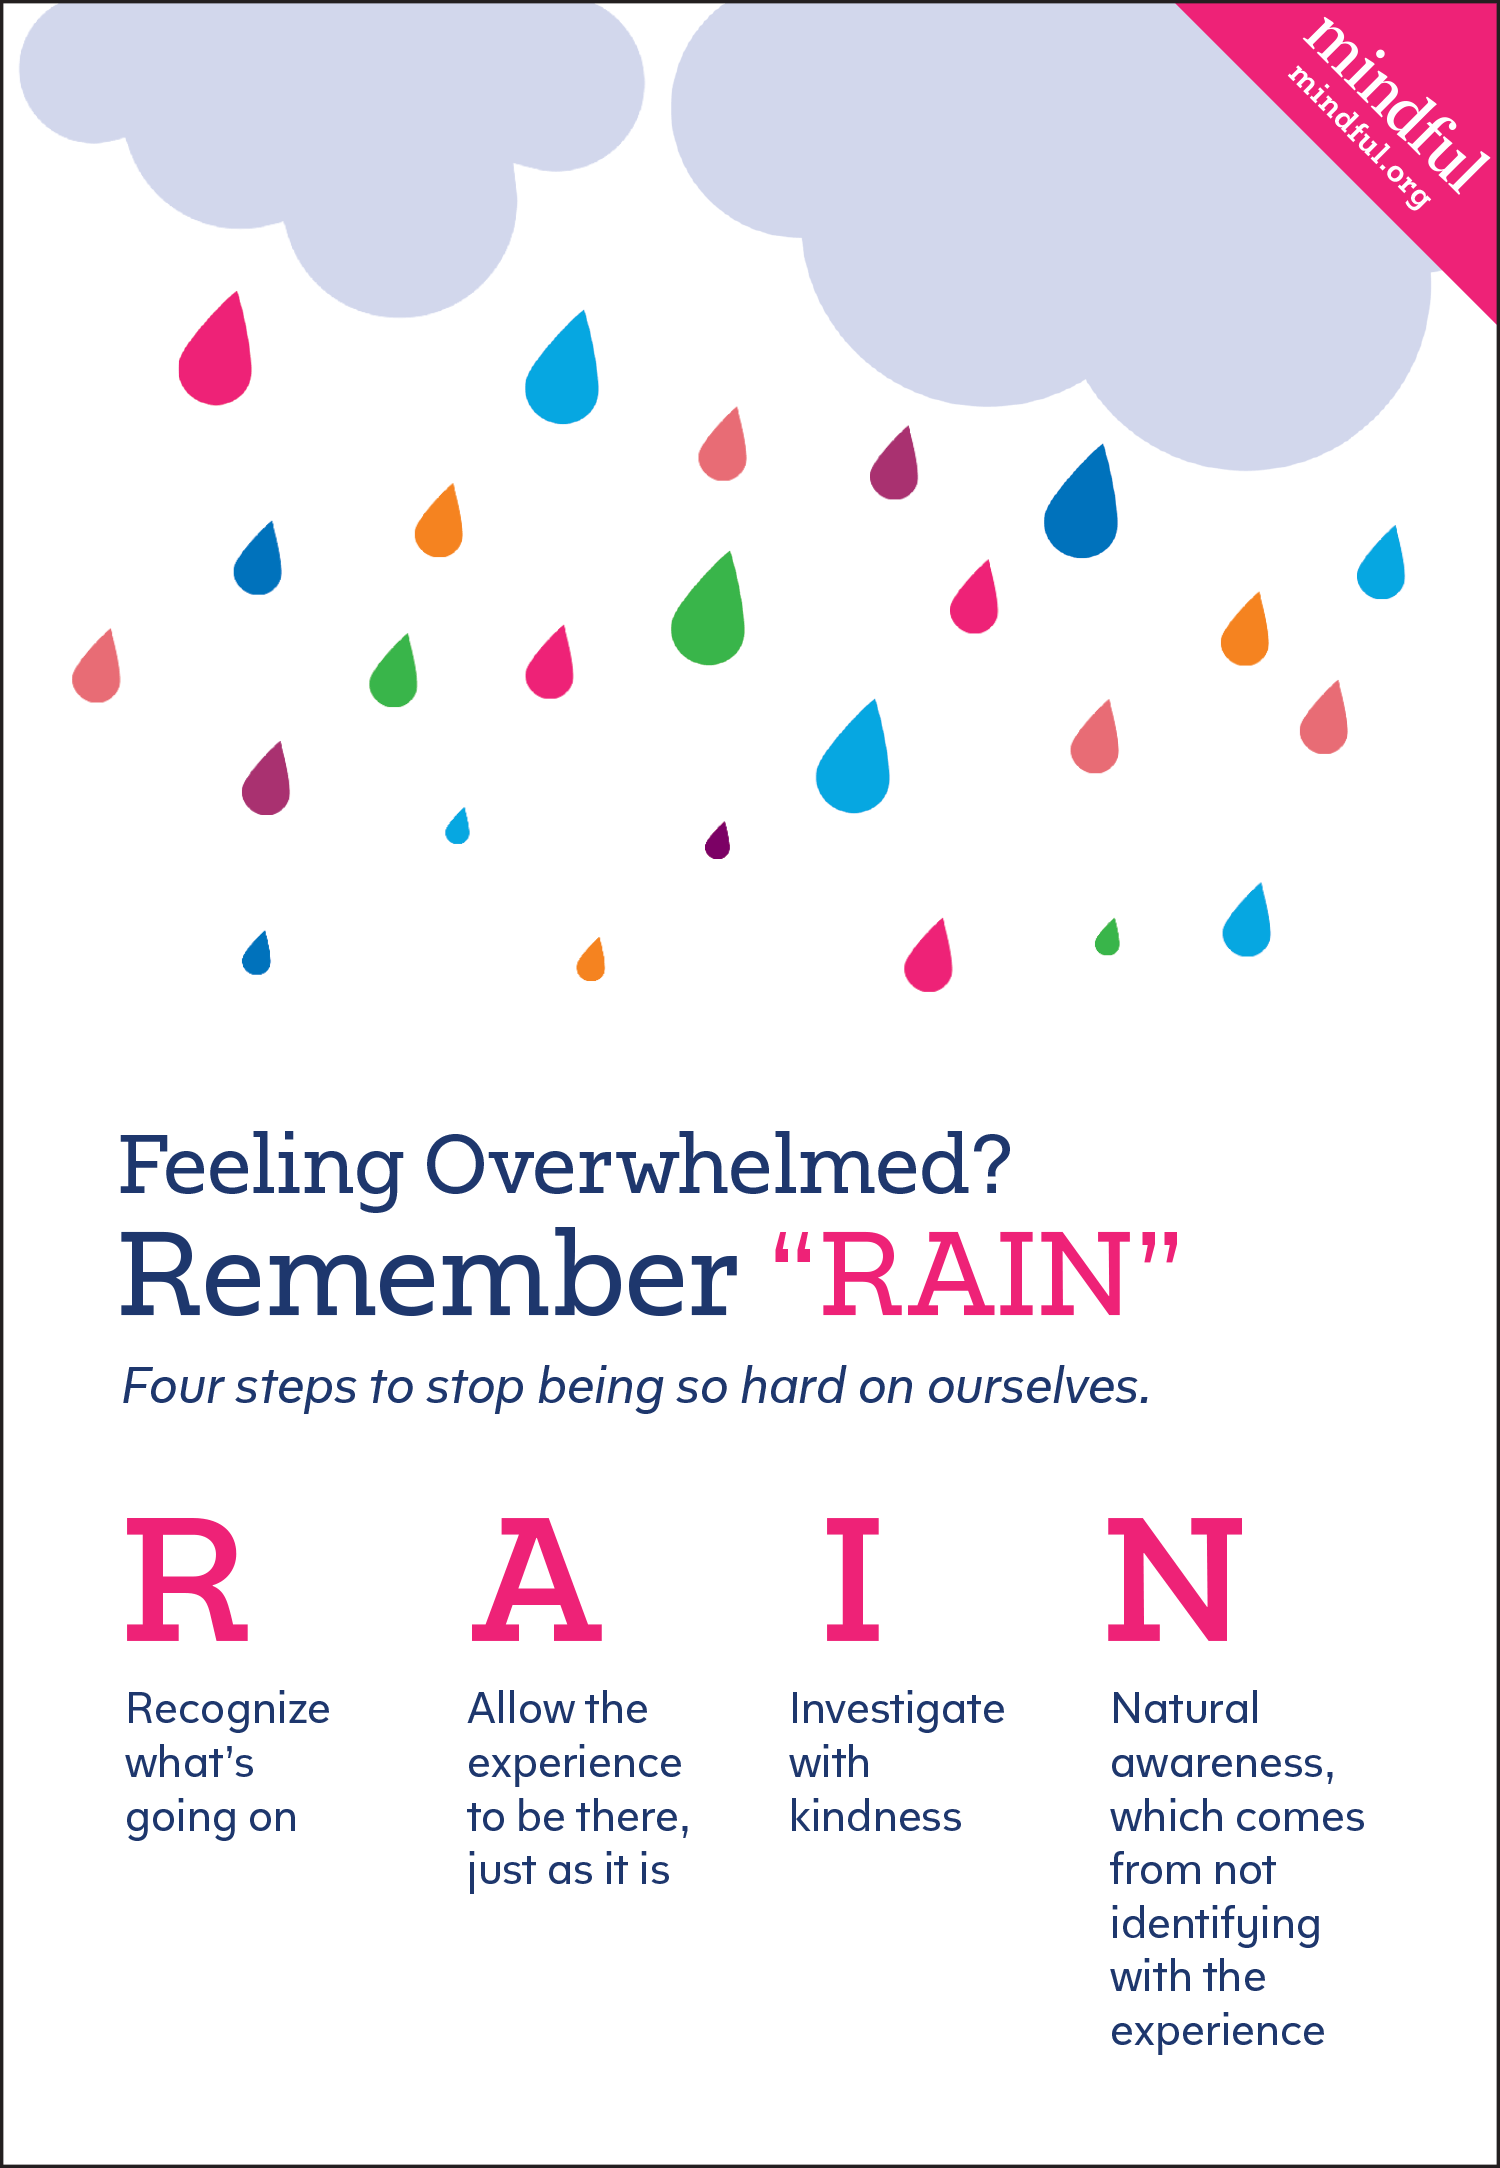 mindful
mindful.org
Feeling Overwhelmed?
Remember “RAIN”
Four steps to stop being so hard on ourselves.
R
Recognize
what’s
going on
A
Allow the
experience
to be there,
just as it is
I
Investigate
with
kindness
N
Natural
awareness,
which comes
from not
identifying
with the
experience